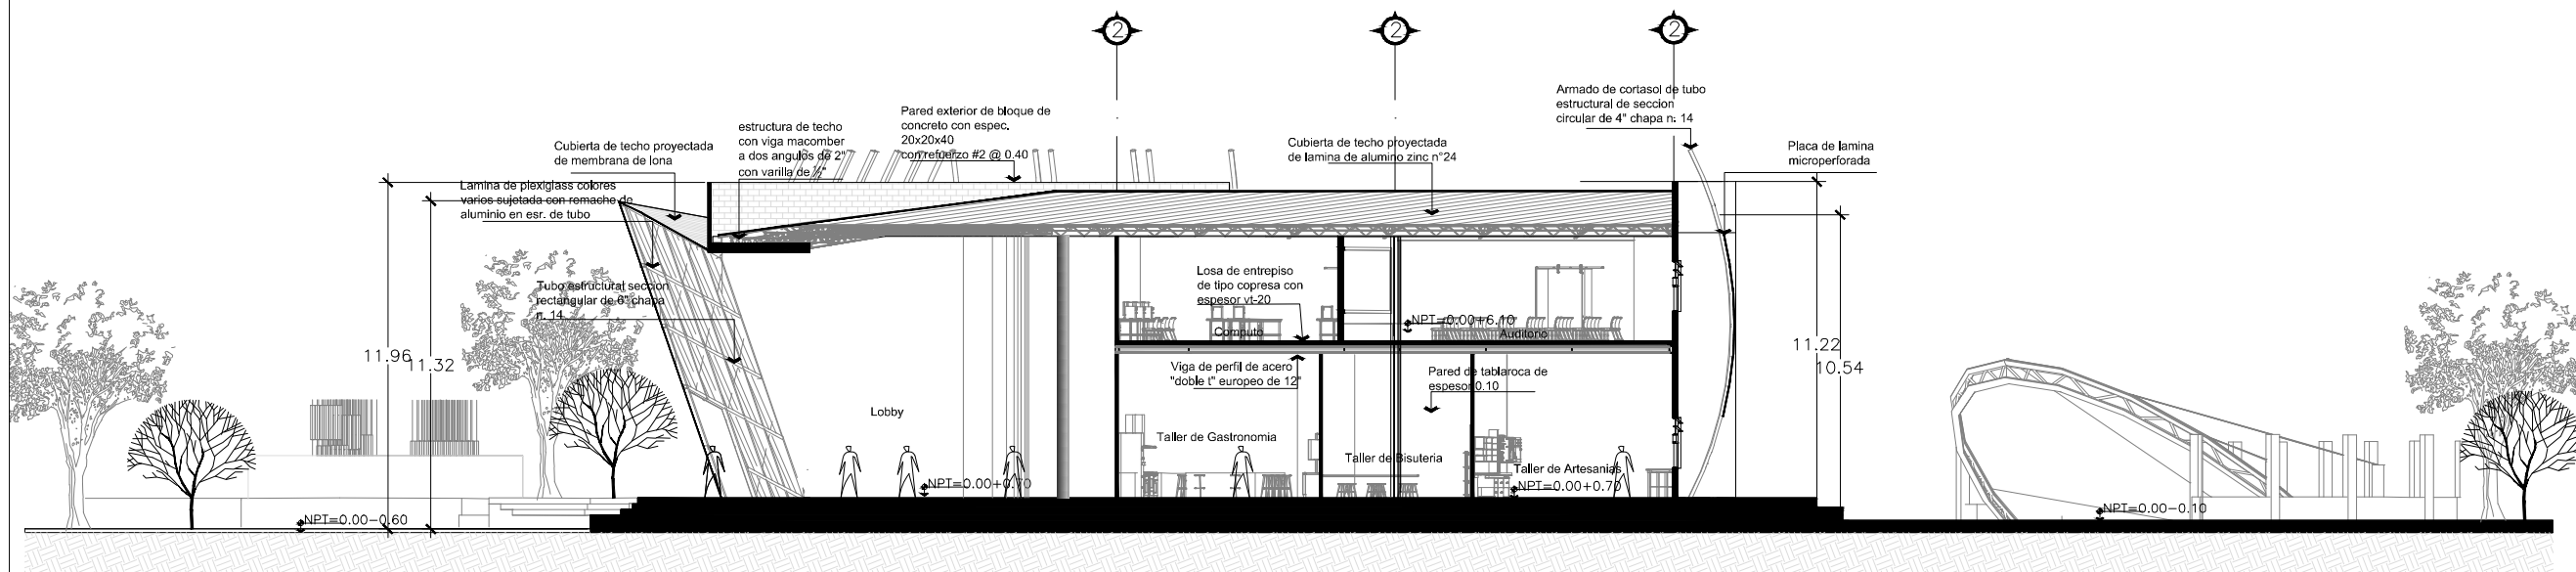 2
2
2
Armado de cortasol de tubo
estructural de seccion
circular de 4" chapa n. 14
Pared exterior de bloque de
concreto con espec.
20x20x40
con refuerzo #2 @ 0.40
estructura de techo
con viga macomber
a dos angulos de 2"
con varilla de ½"
Cubierta de techo proyectada
de membrana de lona
Cubierta de techo proyectada
de lamina de alumino zinc n°24
Placa de lamina
microperforada
Lamina de plexiglass colores
varios sujetada con remache de
aluminio en esr. de tubo
Tubo estructural seccion
rectangular de 6" chapa
n. 14
Losa de entrepiso
de tipo copresa con
espesor vt-20
NPT=0.00+6.10
Computo
Auditorio
11.96
11.32
11.22
10.54
Viga de perfil de acero
"doble t" europeo de 12"
Pared de tablaroca de
espesor 0.10
Lobby
Taller de Gastronomia
Taller de Bisuteria
Taller de Artesanias
NPT=0.00+0.70
NPT=0.00+0.70
NPT=0.00-0.60
NPT=0.00-0.10